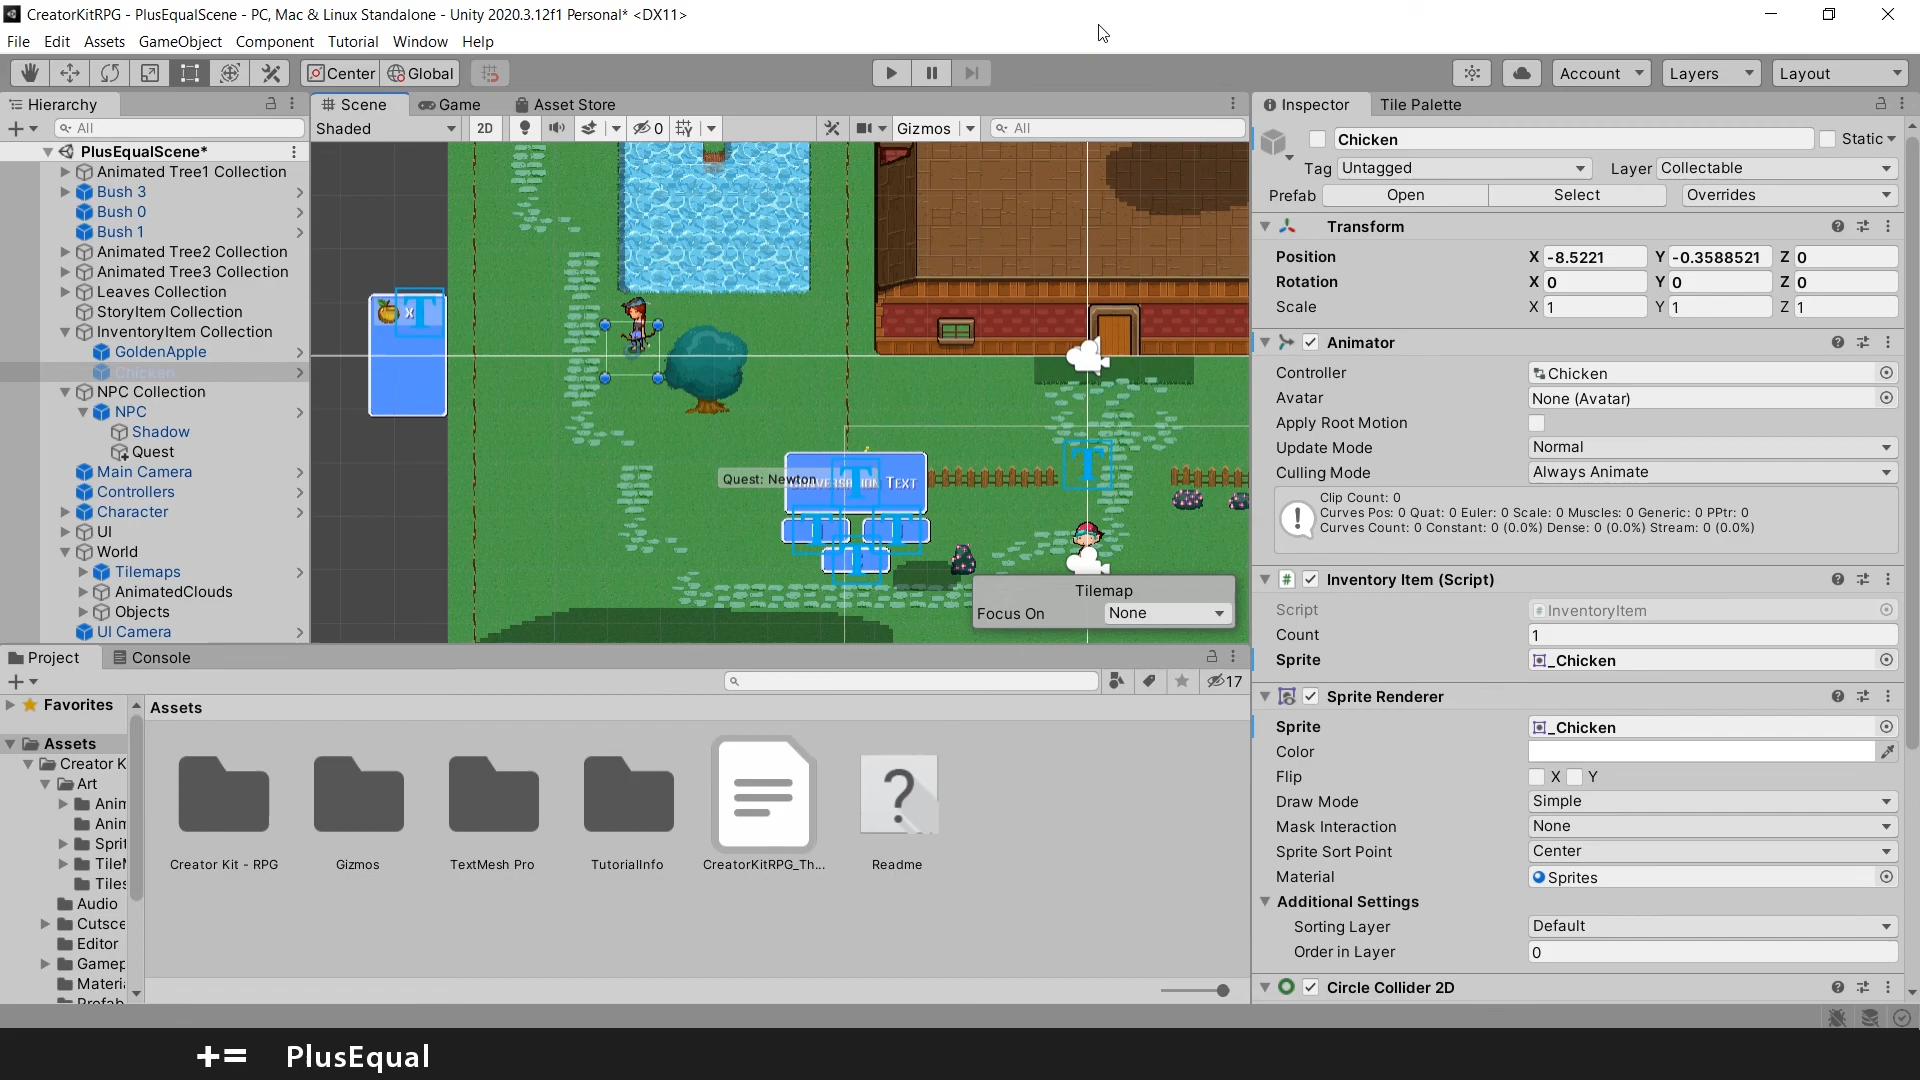 CreatorKitRPG - PlusEqualScene - PC, Mac & Linux Standalone - Unity 2020.3.12f1 Personal* <DX11>
File Edit Assets GameObject Component Tutorial Window Help
Center Global Account Layers Layout
Hierarchy
All
PlusEqualScene*
Animated Tree1 Collection
Bush 3
Bush 0
Bush 1
Animated Tree2 Collection
Animated Tree3 Collection
Leaves Collection
StoryItem Collection
InventoryItem Collection
GoldenApple
Chicken
NPC Collection
NPC
Shadow
Quest
Main Camera
Controllers
Character
UI
World
Tilemaps
AnimatedClouds
Objects
UI Camera
Scene Game Asset Store
Shaded 2D 0 Gizmos All
X
Quest: Newton
Text
Tilemap
Focus On None
Inspector Tile Palette
Chicken Static
Tag Untagged Layer Collectable
Prefab Open Select Overrides
Transform
Position X -8.5221 Y -0.3588521 Z 0
Rotation X 0 Y 0 Z 0
Scale X 1 Y 1 Z 1
Animator
Controller Chicken
Avatar None (Avatar)
Apply Root Motion
Update Mode Normal
Culling Mode Always Animate
Clip Count: 0
Curves Pos: 0 Quat: 0 Euler: 0 Scale: 0 Muscles: 0 Generic: 0 PPtr: 0
Curves Count: 0 Constant: 0 (0.0%) Dense: 0 (0.0%) Stream: 0 (0.0%)
Inventory Item (Script)
Script InventoryItem
Count 1
Sprite _Chicken
Sprite Renderer
Sprite _Chicken
Color
Flip X Y
Draw Mode Simple
Mask Interaction None
Sprite Sort Point Center
Material Sprites
Additional Settings
Sorting Layer Default
Order in Layer 0
Circle Collider 2D
Project Console
17
Favorites
Assets
Creator K
Art
Anim
Anim
Sprit
Tile
Tiles
Audio
Cutsce
Editor
Gamep
Materia
Assets
Creator Kit - RPG
Gizmos
TextMesh Pro
TutorialInfo
CreatorKitRPG_Th...
Readme
+= PlusEqual